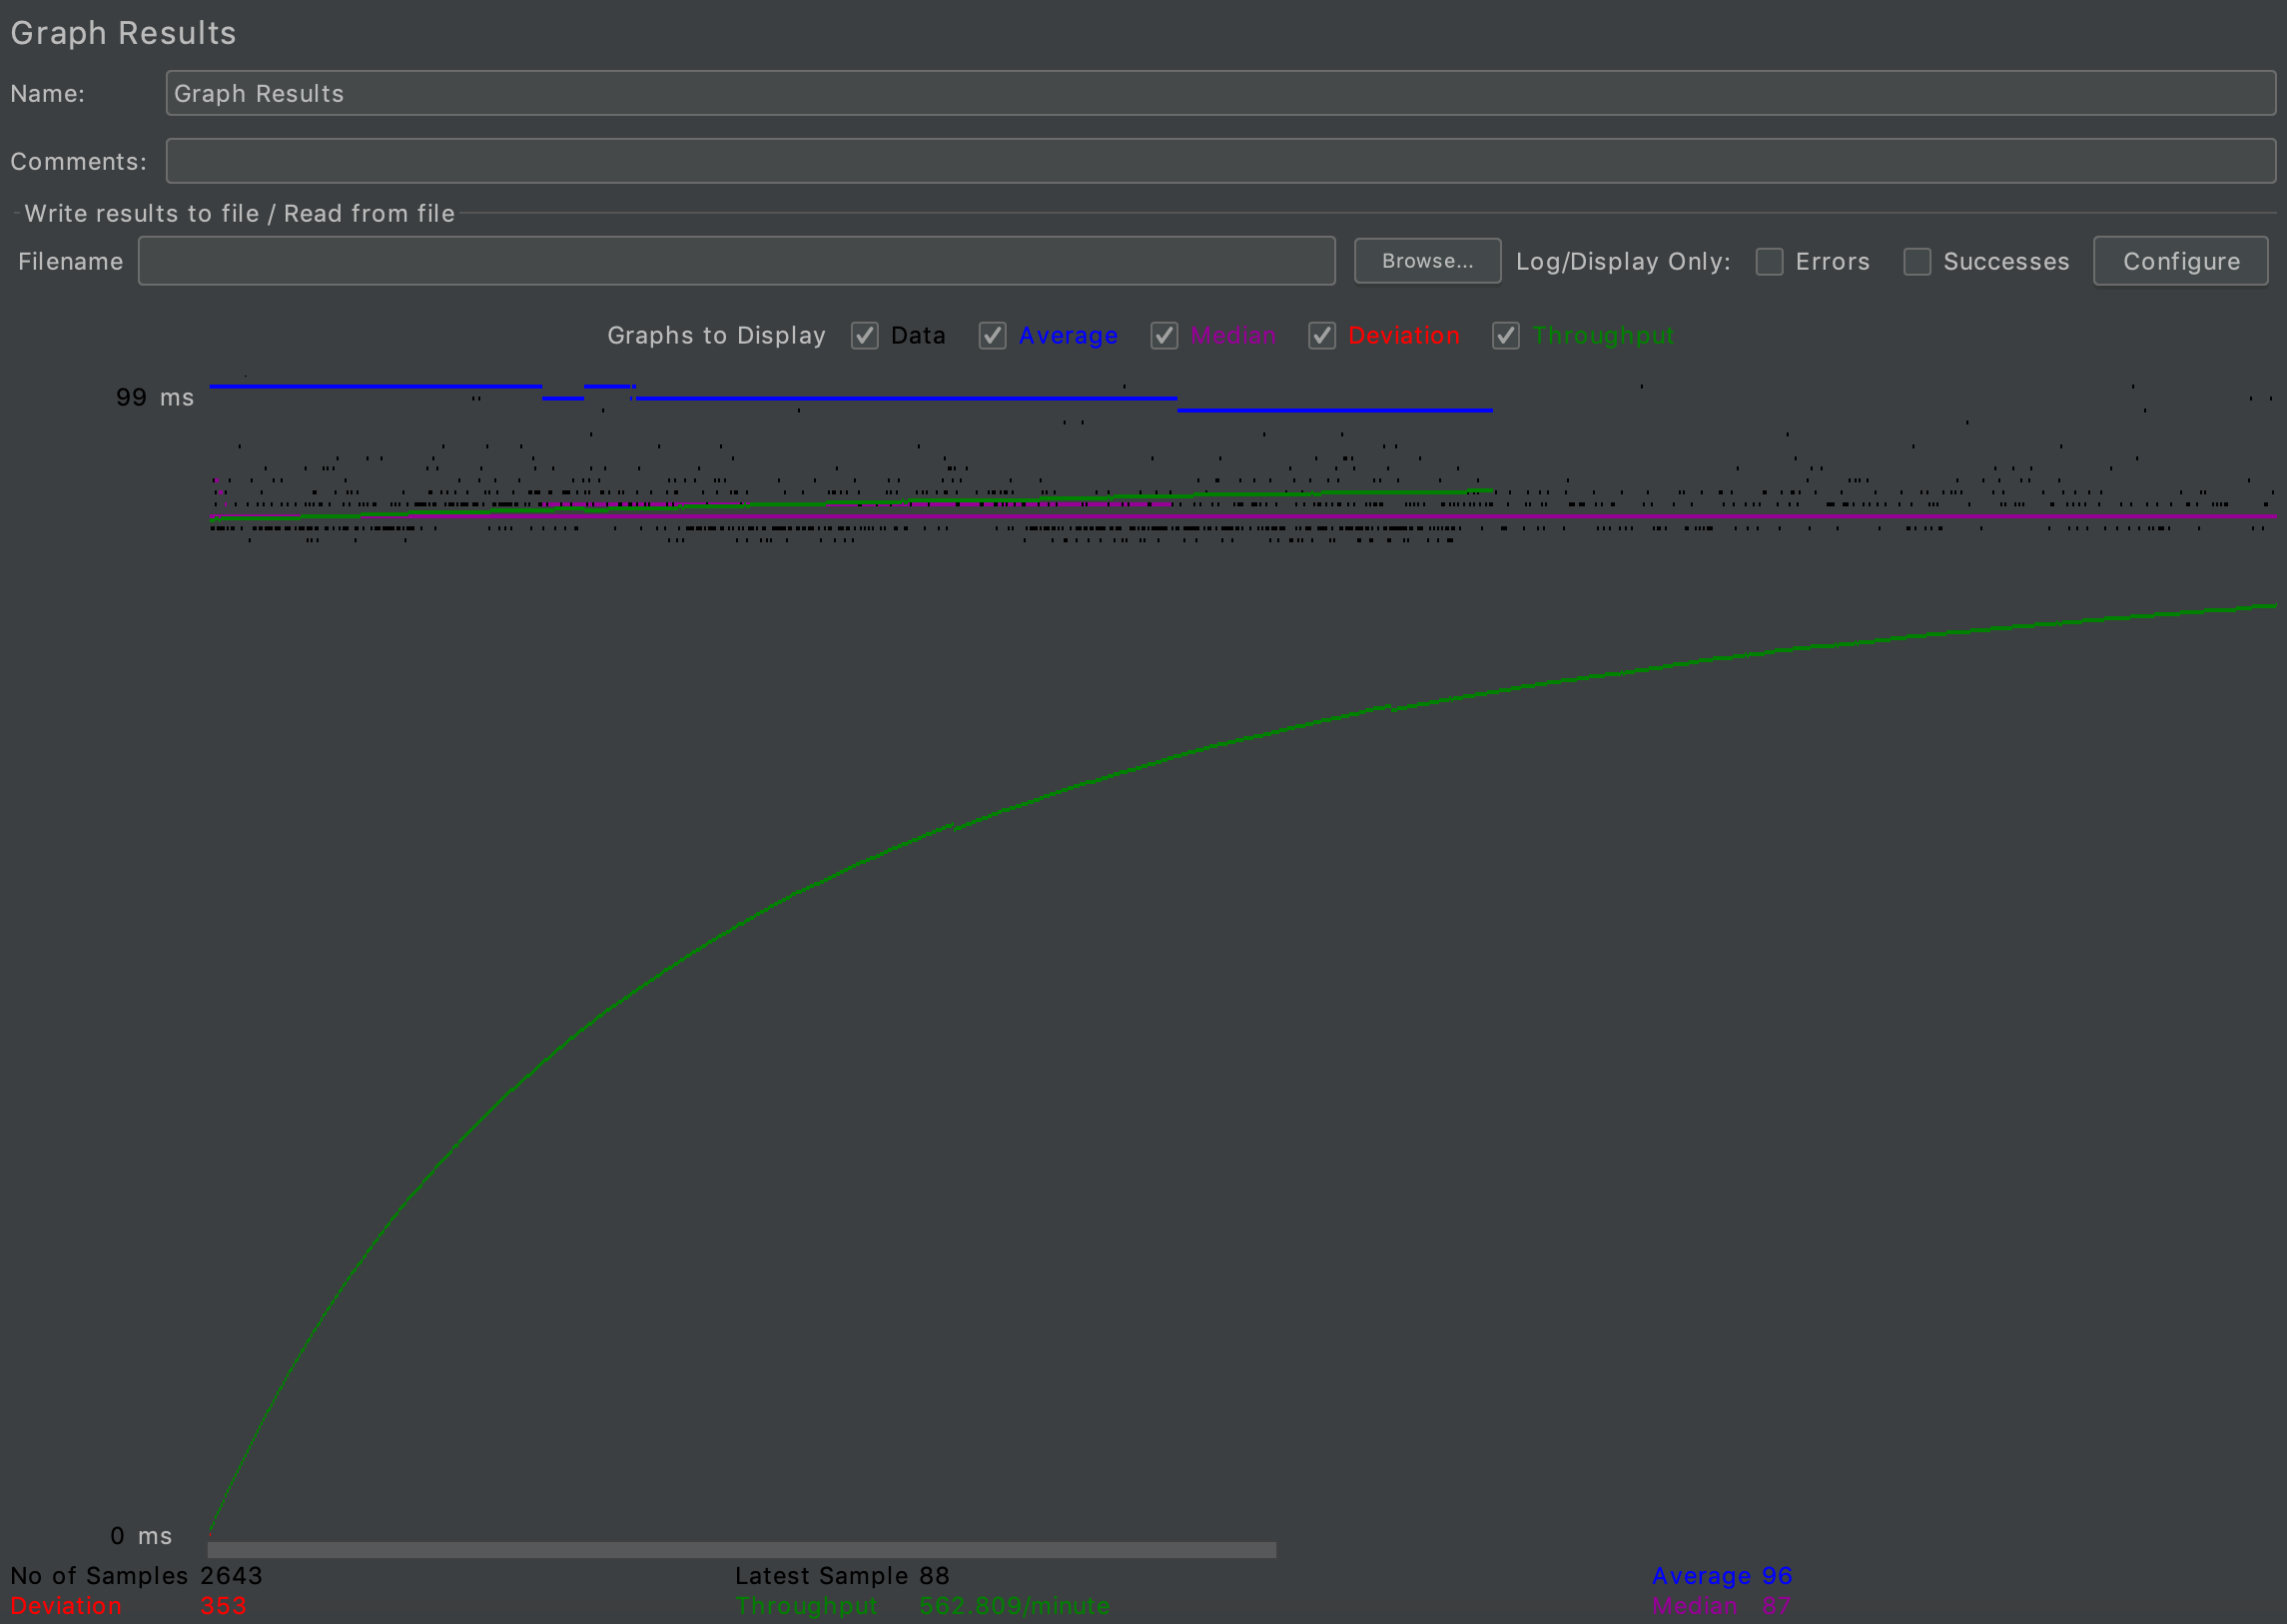 Graph Results
Name: Graph Results
Comments:
Write results to file / Read from file
Filename Browse... Log/Display Only: Errors Successes Configure
Graphs to Display Data Average Median Deviation Throughput
99 ms
0 ms
No of Samples 2643 Latest Sample 88 Average 96
Deviation 353 Throughput 562.809/minute Median 87